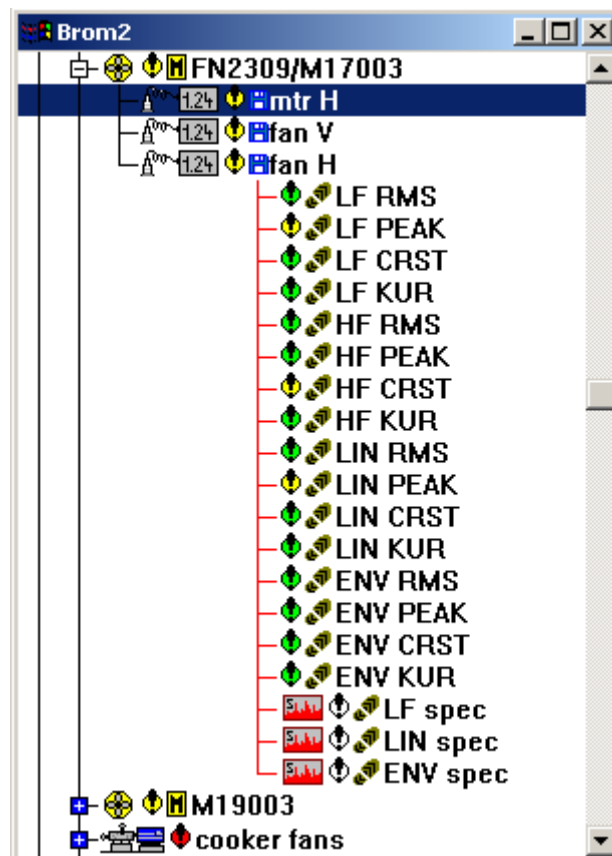 Brom2
M FN2309/M17003
1.24 mtr H
1.24 fan V
1.24 fan H
LF RMS
LF PEAK
LF CRST
LF KUR
HF RMS
HF PEAK
HF CRST
HF KUR
LIN RMS
LIN PEAK
LIN CRST
LIN KUR
ENV RMS
ENV PEAK
ENV CRST
ENV KUR
S LF spec
S LIN spec
S ENV spec
M M19003
cooker fans